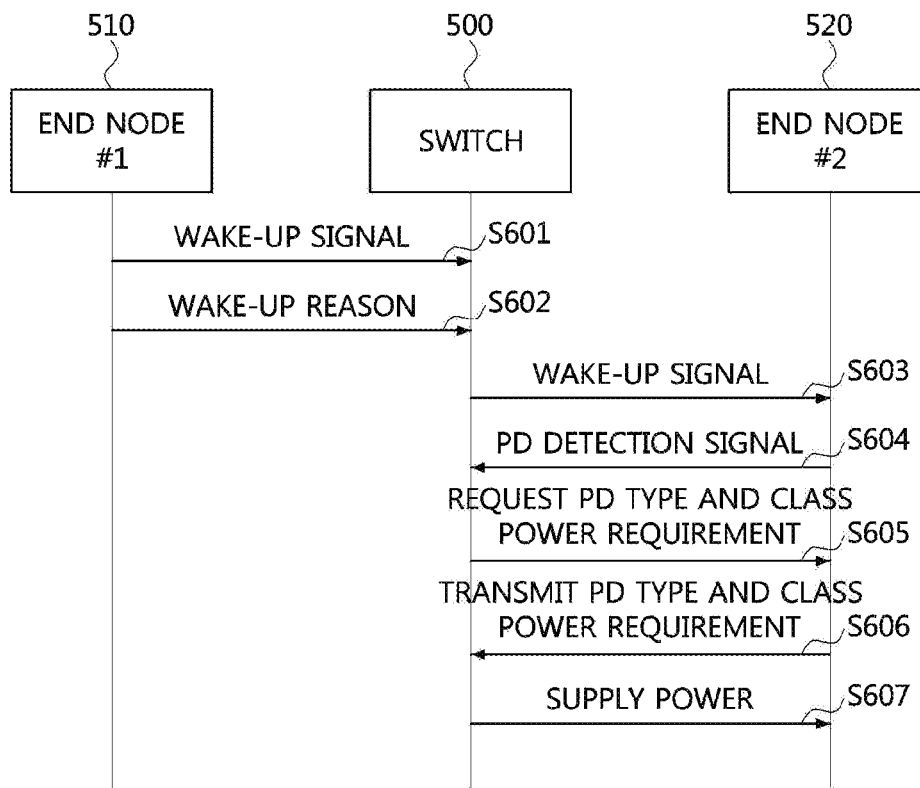 510
500
520
END NODE
#1
SWITCH
END NODE
#2
WAKE-UP SIGNAL
S601
WAKE-UP REASON
S602
WAKE-UP SIGNAL
S603
PD DETECTION SIGNAL
S604
REQUEST PD TYPE AND CLASS
POWER REQUIREMENT
S605
TRANSMIT PD TYPE AND CLASS
POWER REQUIREMENT
S606
SUPPLY POWER
S607